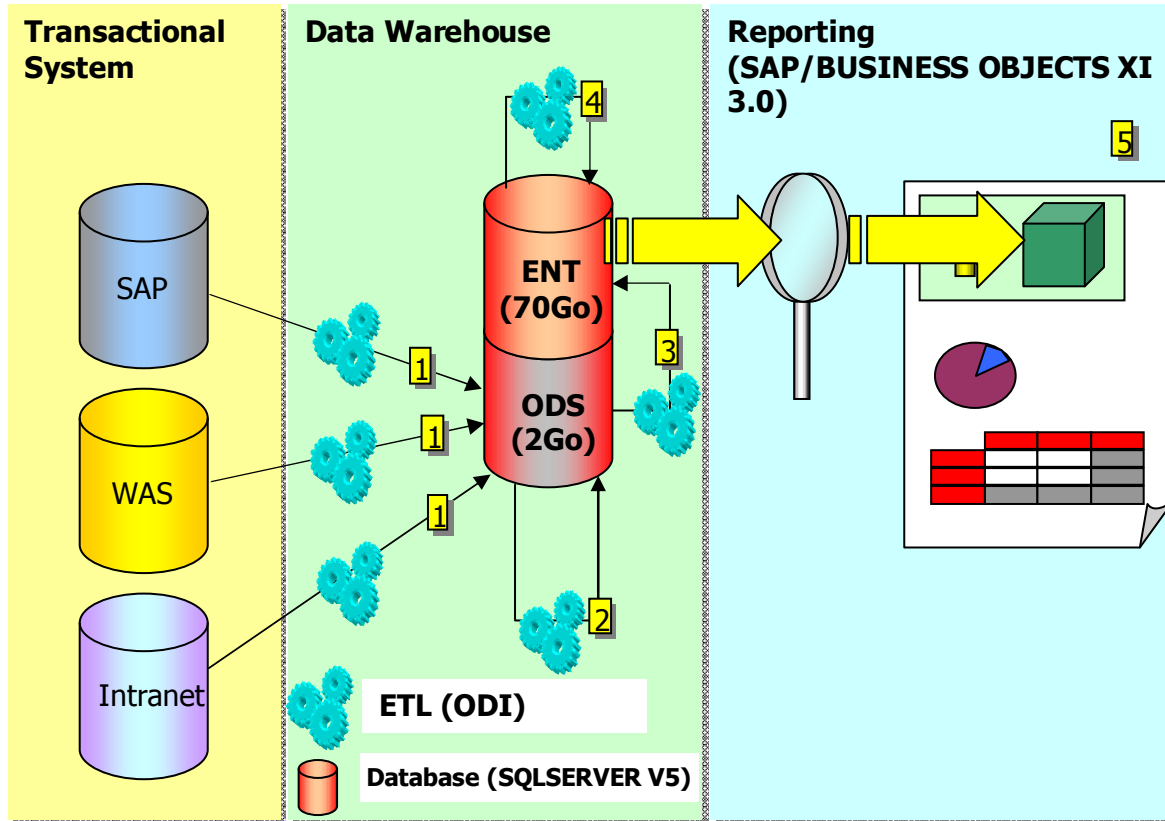 Transactional
System
Data Warehouse
Reporting
(SAP/BUSINESS OBJECTS XI
3.0)
4
5
SAP
ENT
(70Go)
1
3
ODS
(2Go)
1
WAS
1
2
Intranet
ETL (ODI)
Database (SQLSERVER V5)